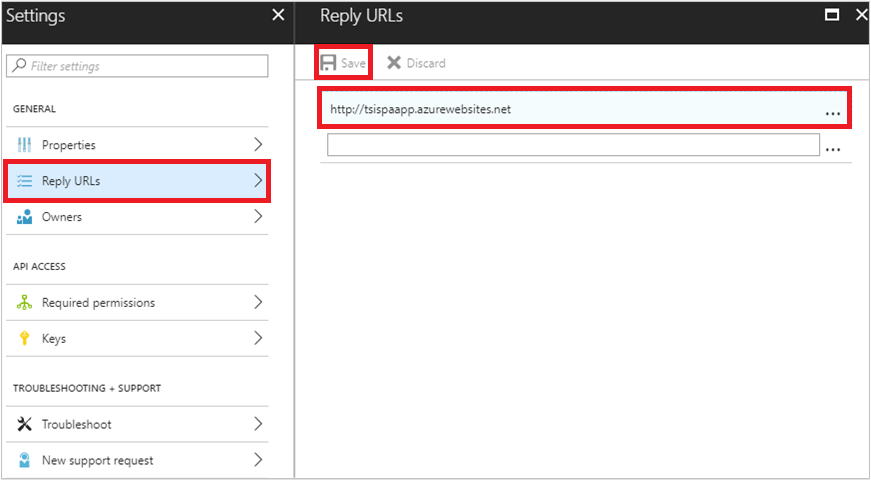 Settings
Filter settings
GENERAL
Properties
Reply URLs
Owners
API ACCESS
Required permissions
Keys
TROUBLESHOOTING + SUPPORT
Troubleshoot
New support request
Reply URLs
Save
Discard
http://tsispaapp.azurewebsites.net
...
...